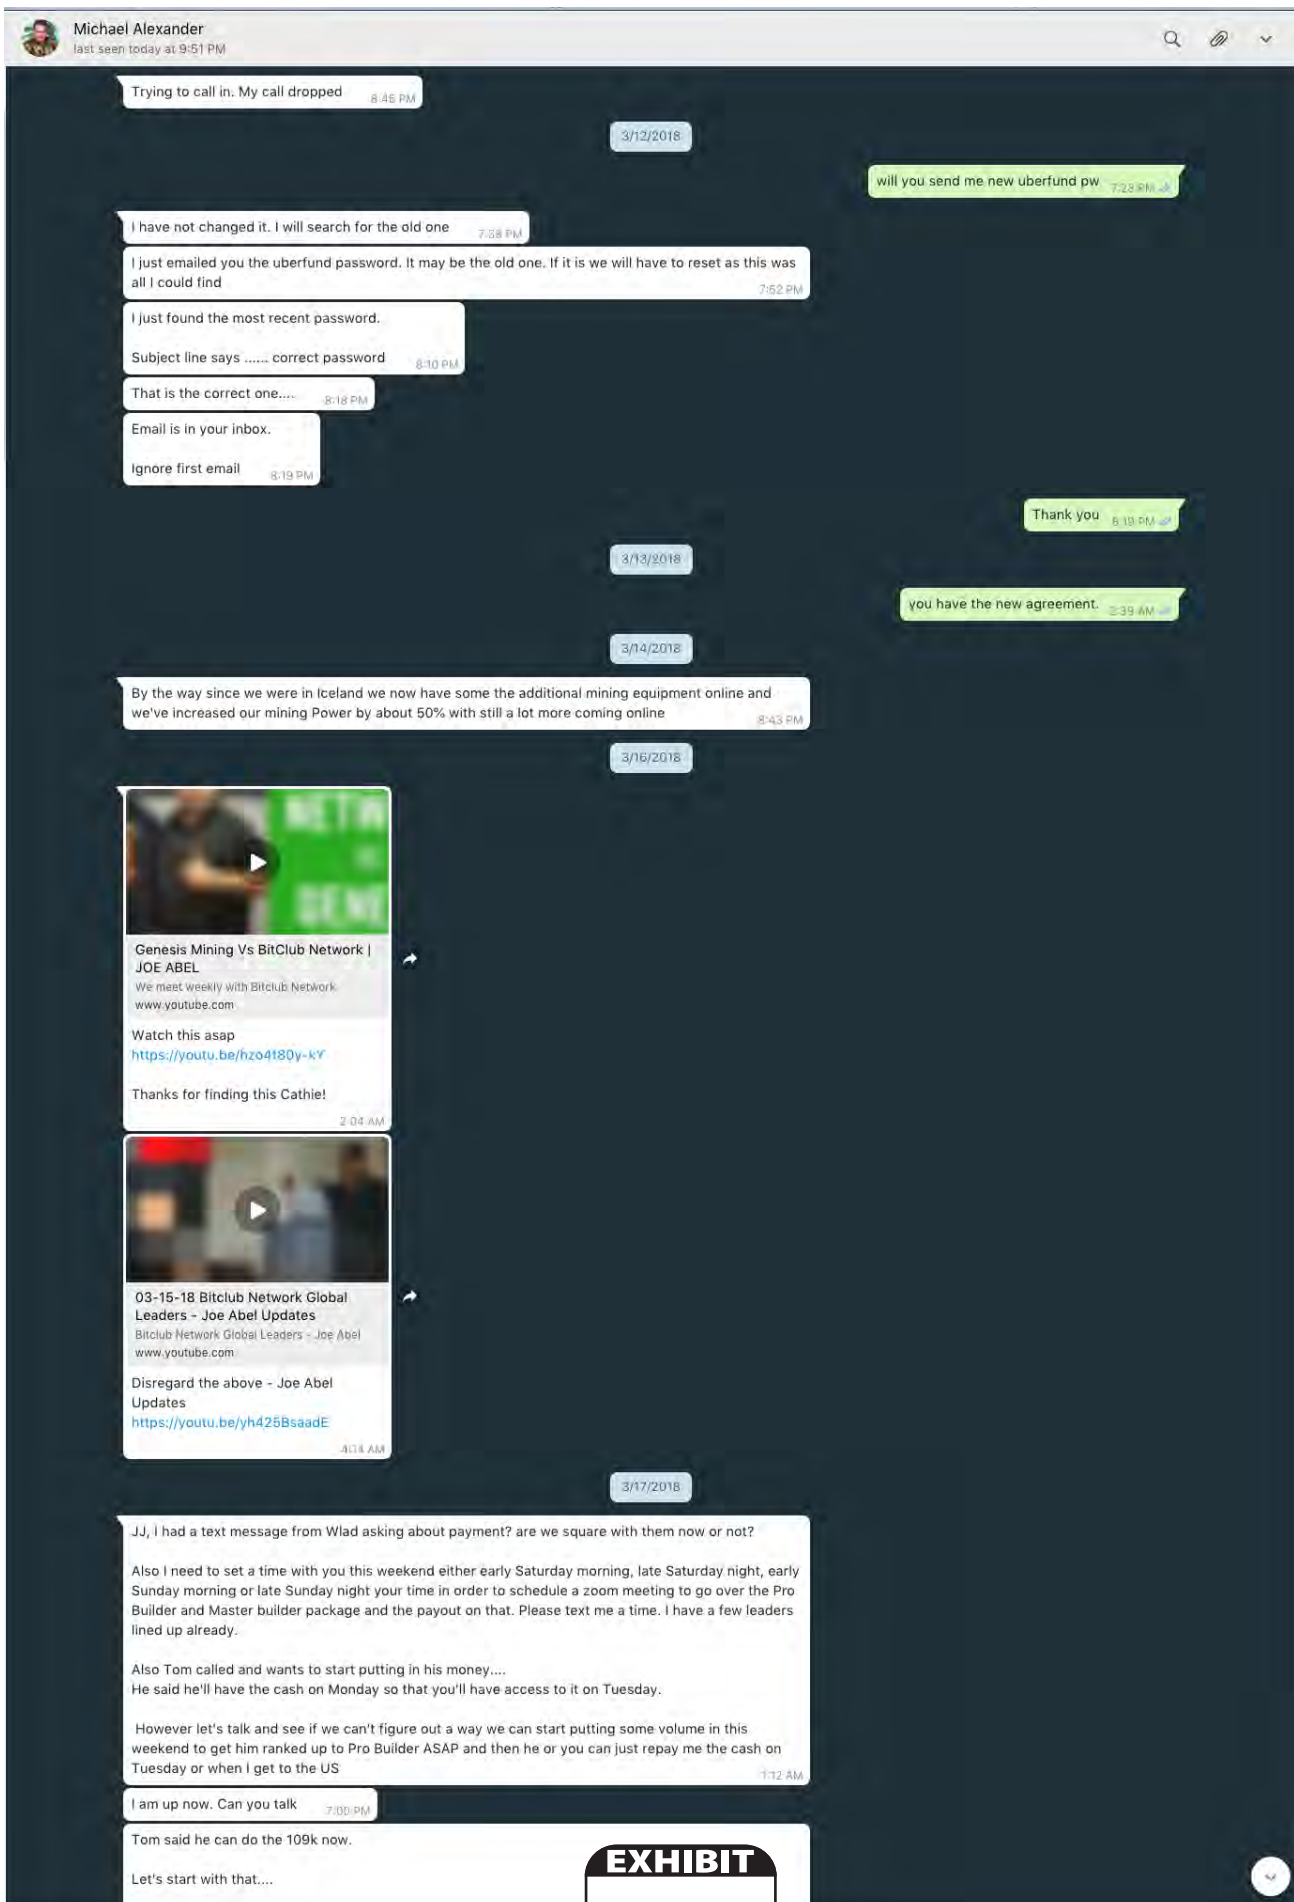 Michael Alexander
last seen today at 9:51 PM
Trying to call in. My call dropped
8:45 PM
3/12/2018
will you send me new uberfund pw
7:23 PM
I have not changed it. I will search for the old one
7:38 PM
I just emailed you the uberfund password. It may be the old one. If it is we will have to reset as this was
all I could find
7:52 PM
I just found the most recent password.
Subject line says ...... correct password
8:10 PM
That is the correct one....
8:18 PM
Email is in your inbox.
Ignore first email
8:19 PM
Thank you
8:19 PM
3/13/2018
you have the new agreement.
2:39 AM
3/14/2018
By the way since we were in Iceland we now have some the additional mining equipment online and
we've increased our mining Power by about 50% with still a lot more coming online
8:43 PM
3/16/2018
NETW
GENE
Genesis Mining Vs BitClub Network |
JOE ABEL
We meet weekly with Bitclub Network
www.youtube.com
Watch this asap
Thanks for finding this Cathie!
2:04 AM
03-15-18 Bitclub Network Global
Leaders - Joe Abel Updates
Bitclub Network Global Leaders - Joe Abel
www.youtube.com
Disregard the above - Joe Abel
Updates
https://youtu.be/yh425BsaadE
3/17/2018
JJ, I had a text message from Wlad asking about payment? are we square with them now or not?
Also I need to set a time with you this weekend either early Saturday morning, late Saturday night, early
Sunday morning or late Sunday night your time in order to schedule a zoom meeting to go over the Pro
Builder and Master builder package and the payout on that. Please text me a time. I have a few leaders
lined up already.
Also Tom called and wants to start putting in his money....
He said he'll have the cash on Monday so that you'll have access to it on Tuesday.
However let's talk and see if we can't figure out a way we can start putting some volume in this
weekend to get him ranked up to Pro Builder ASAP and then he or you can just repay me the cash on
Tuesday or when I get to the US
1:12 AM
I am up now. Can you talk
7:00 PM
Tom said he can do the 109k now.
Let's start with that....
EXHIBIT